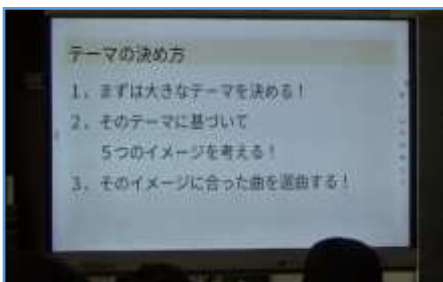 テーマの決め方
1、まずは大きなテーマを決める！
2、そのテーマに基づいて
5つのイメージを考える！
3、そのイメージに合った曲を選曲する！